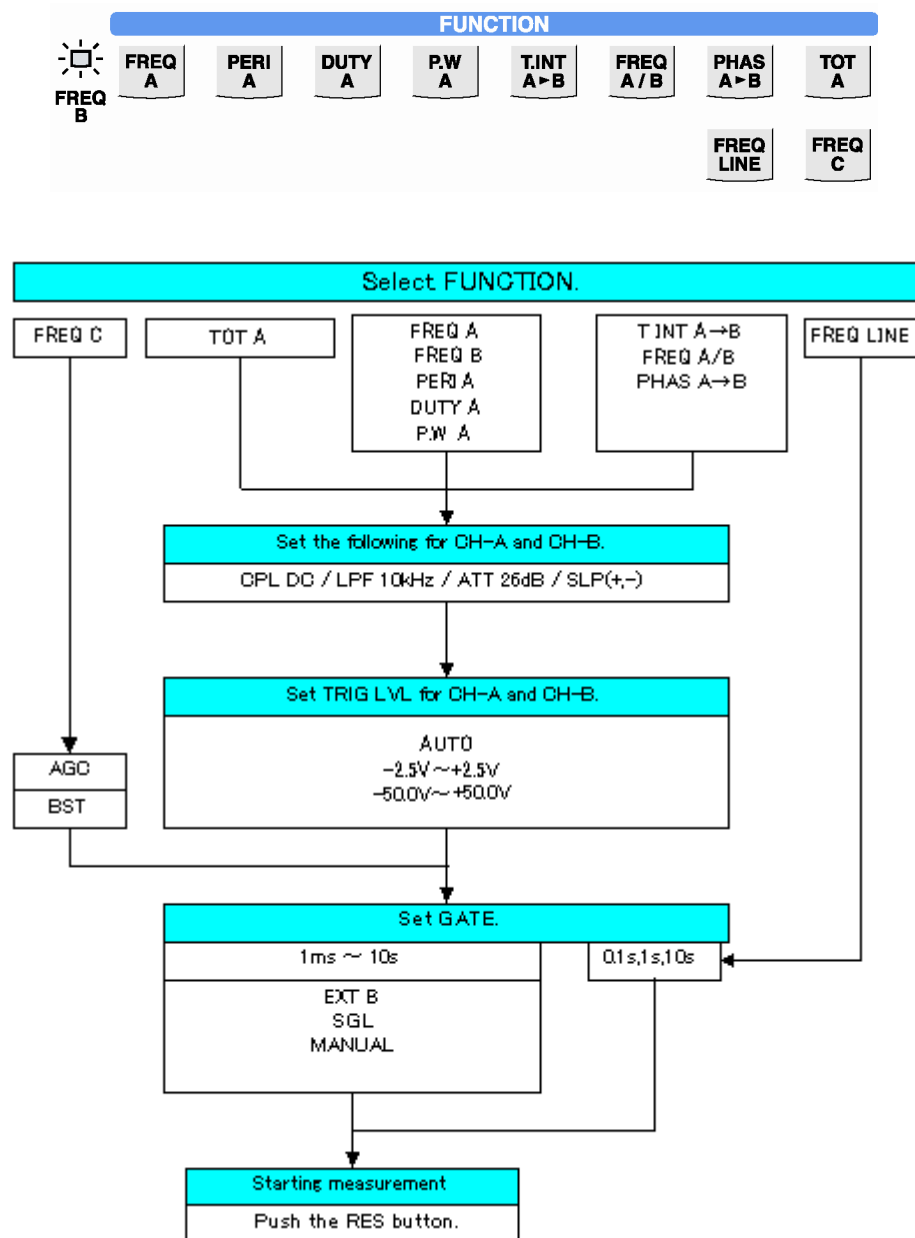 FUNCTION
FREQ A
PERI A
DUTY A
P.W A
T.INT A►B
FREQ A/B
PHAS A►B
TOT A
FREQ B
FREQ LINE
FREQ C
Select FUNCTION.
FREQ C
TOT A
FREQ A
FREQ B
PERI A
DUTY A
P.W A
T.INT A→B
FREQ A/B
PHAS A→B
FREQ LINE
Set the following for CH-A and CH-B.
CPL DC / LPF 10kHz / ATT 26dB / SLP(+,-)
Set TRIG LVL for CH-A and CH-B.
AUTO
-2.5V～+2.5V
-50.0V～+50.0V
AGC
BST
Set GATE.
1ms ～ 10s
0.1s,1s,10s
EXT B
SGL
MANUAL
Starting measurement
Push the RES button.